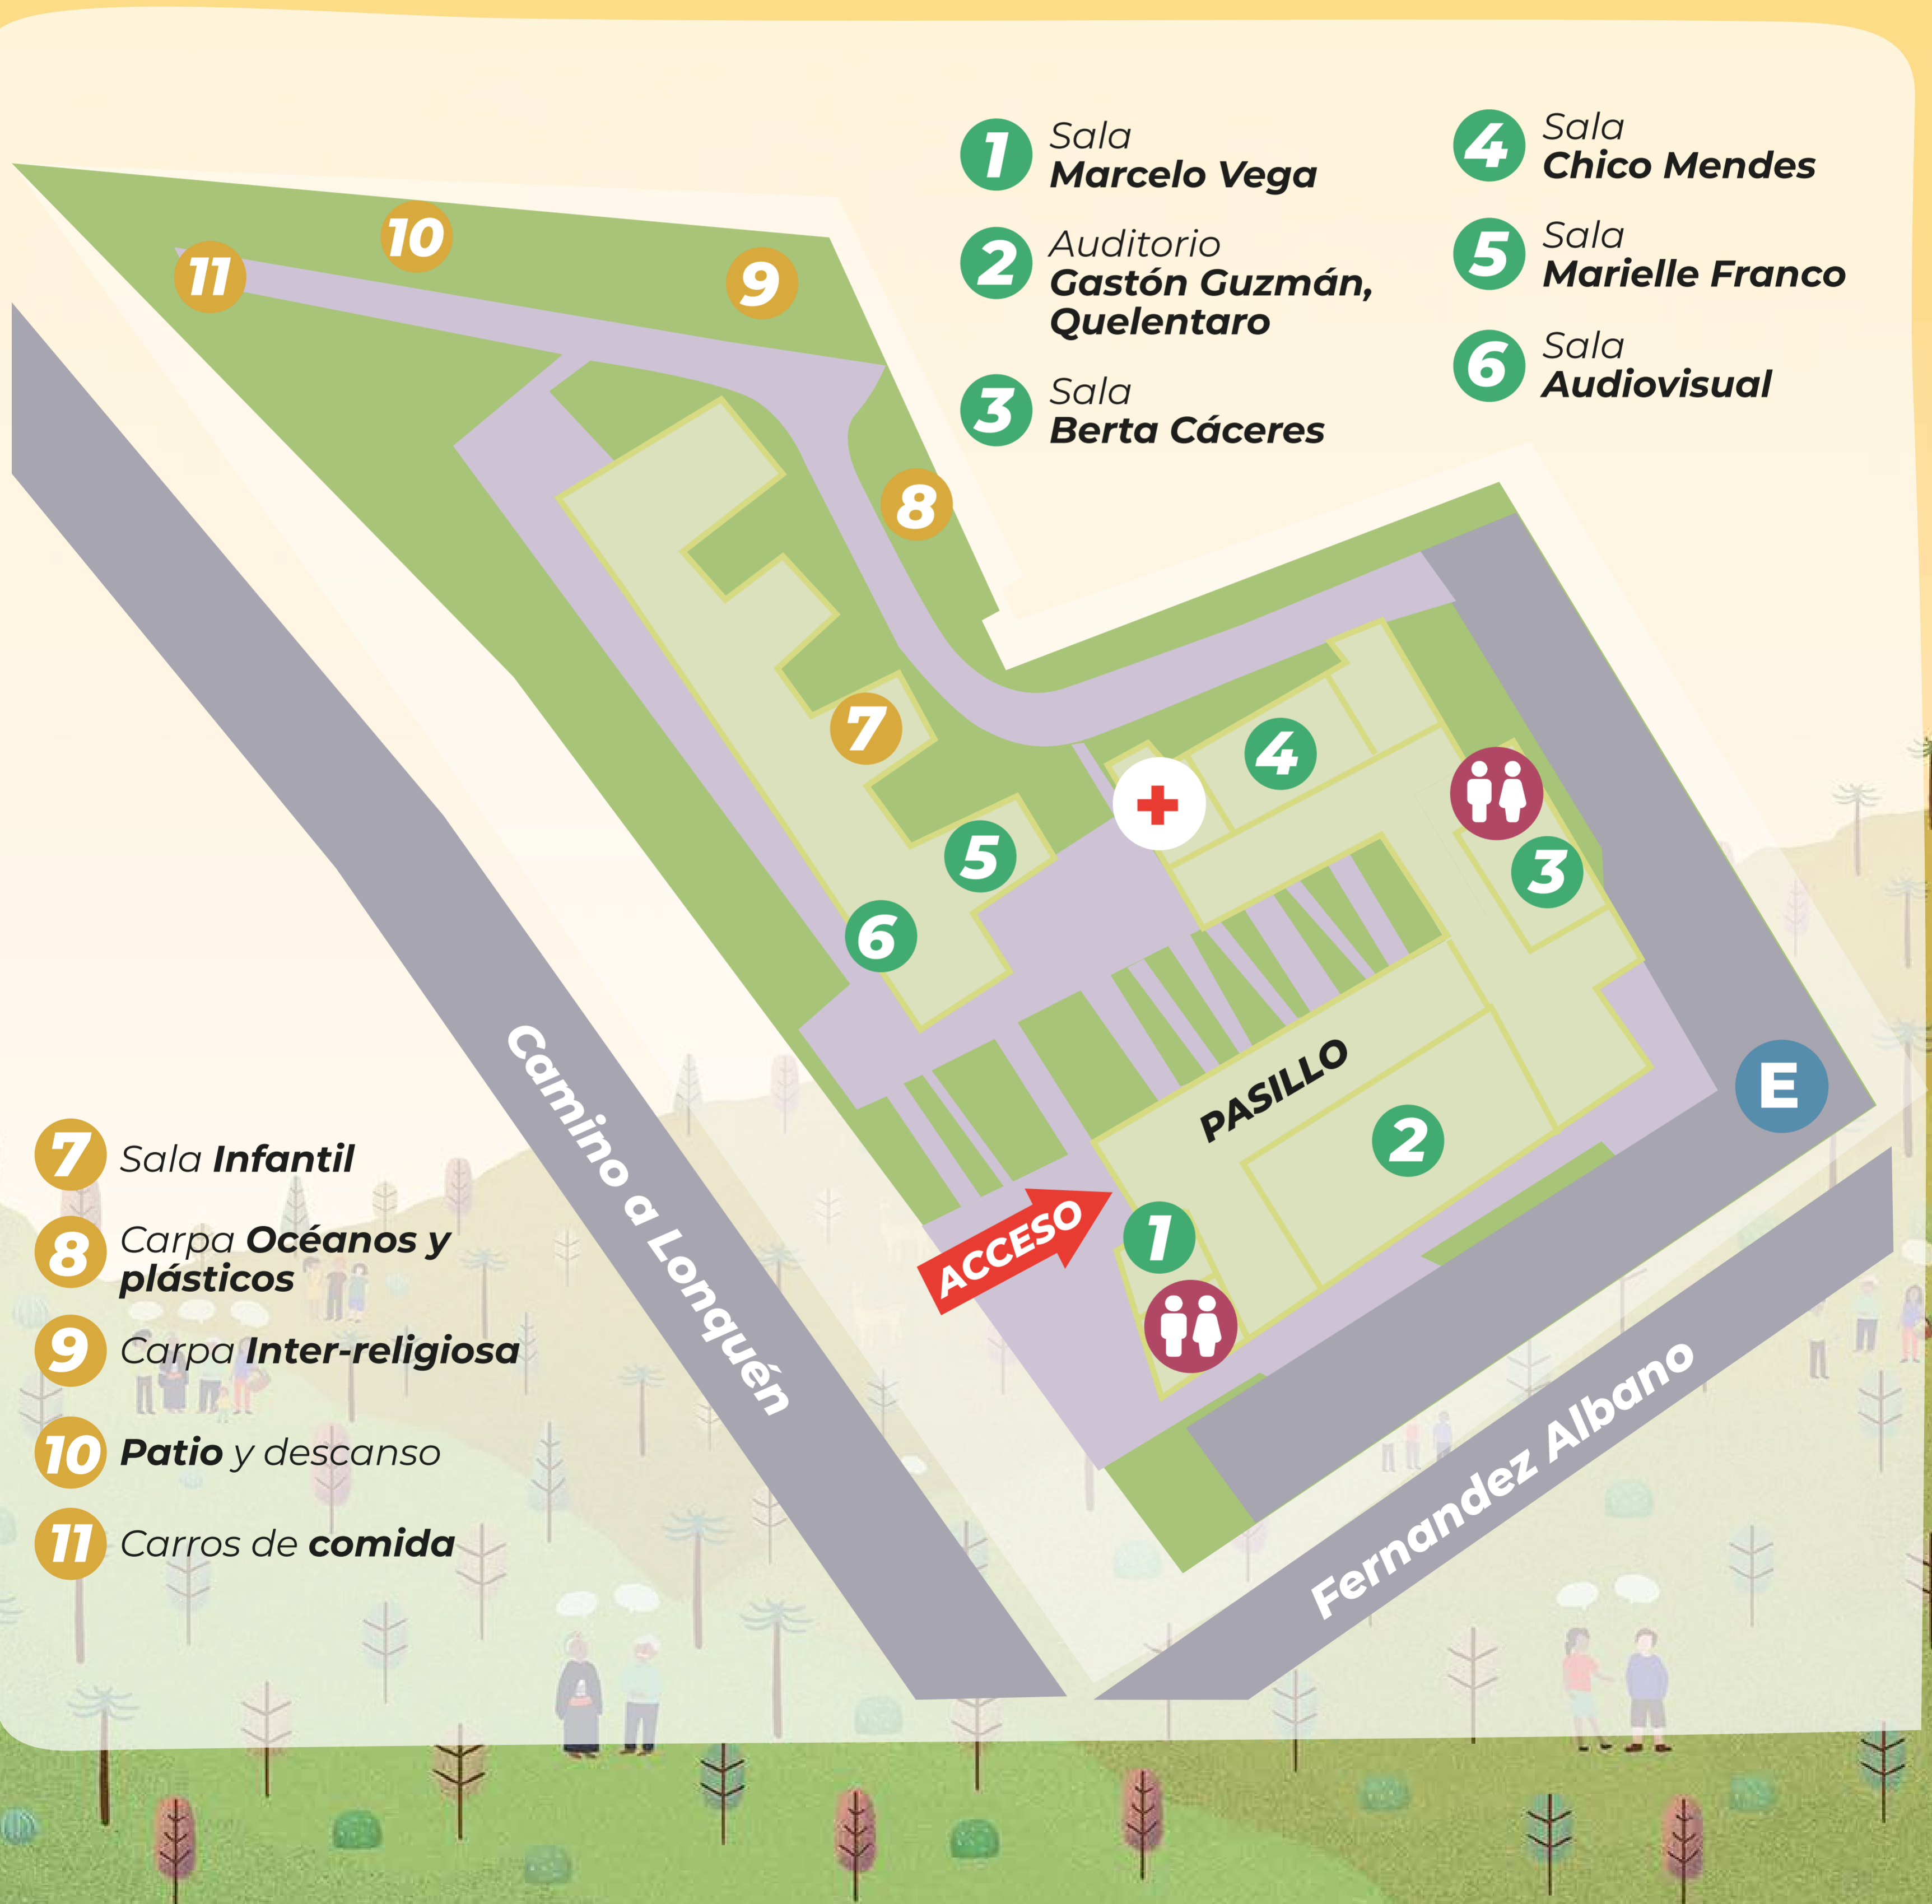 1 Sala
Marcelo Vega
2 Auditorio
Gastón Guzmán,
Quelentaro
3 Sala
Berta Cáceres
4 Sala
Chico Mendes
5 Sala
Marielle Franco
6 Sala
Audiovisual
10
11
9
8
7
4
5
3
6
PASILLO
E
2
ACCESO
1
Camino a Lonquén
Fernandez Albano
7 Sala Infantil
8 Carpa Océanos y
plásticos
9 Carpa Inter-religiosa
10 Patio y descanso
11 Carros de comida